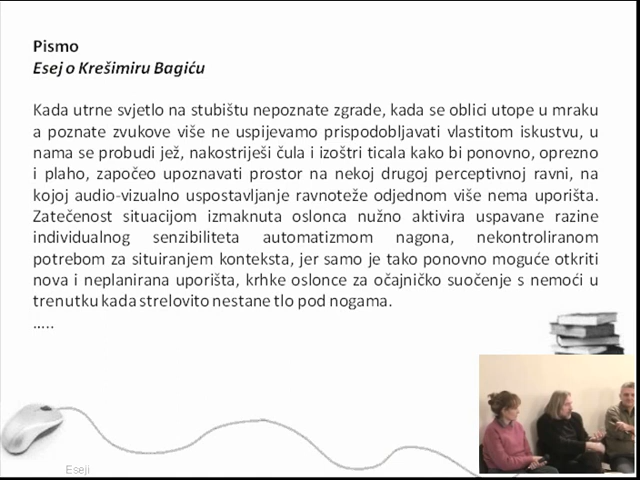 Pismo
Esej o Krešimiru Bagiću
Kada utrne svjetlo na stubištu nepoznate zgrade, kada se oblici utope u mraku
a poznate zvukove više ne uspijevamo prispodobljavati vlastitom iskustvu, u
nama se probudi jež, nakostriješi čula i izoštri ticala kako bi ponovno, oprezno
i plaho, započeo upoznavati prostor na nekoj drugoj perceptivnoj ravni, na
kojoj audio-vizualno uspostavljanje ravnoteže odjednom više nema uporišta.
Zatečenost situacijom izmaknuta oslonca nužno aktivira uspavane razine
individualnog senzibiliteta automatizmom nagona, nekontroliranom
potrebom za situiranjem konteksta, jer samo je tako ponovno moguće otkriti
nova i neplanirana uporišta, krhke oslonce za očajničko suočenje s nemoći u
trenutku kada strelovito nestane tlo pod nogama.
.....
Eseji